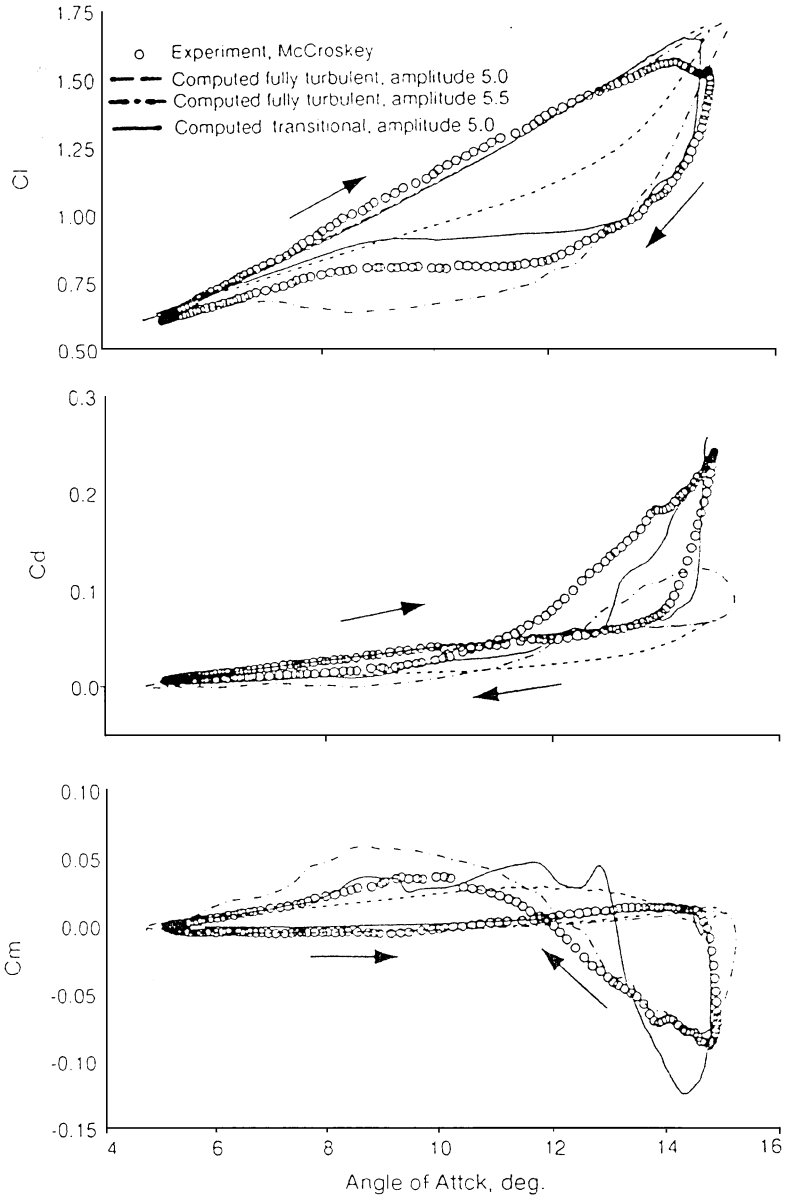 1.75
Experiment, McCroskey
Computed fully turbulent, amplitude 5.0
Computed fully turbulent, amplitude 5.5
Computed transitional, amplitude 5.0
1.50
1.25
Cl
1.00
0.75
0.50
0.3
0.2
Cd
0.1
0.0
0.10
0.05
0.00
Cm
-0.05
-0.10
-0.15
4 6 8 10 12 14 16
Angle of Attck, deg.